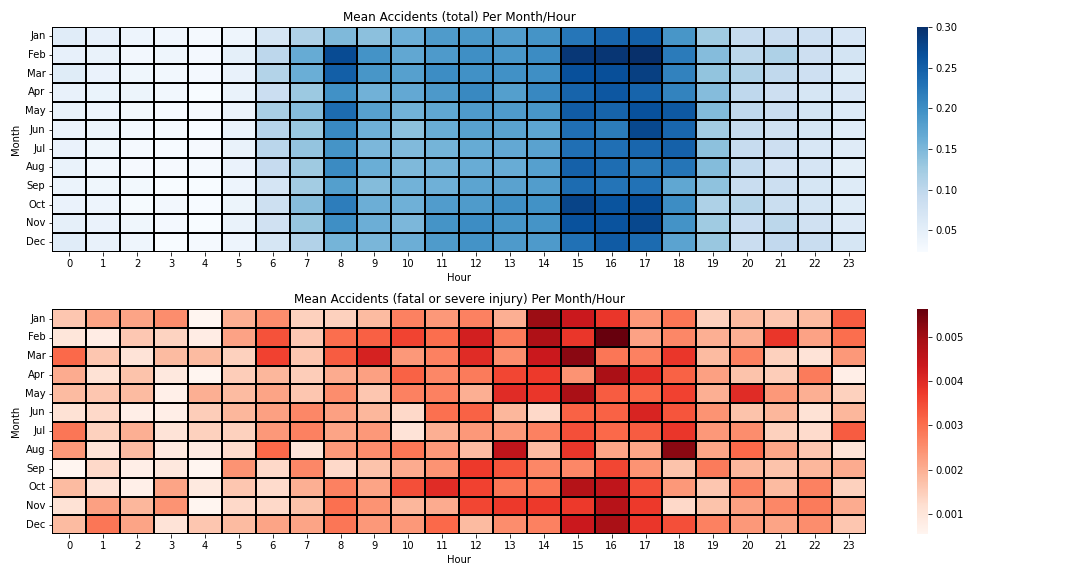 Mean Accidents (total) Per Month/Hour
Month
Jan
Feb
Mar
Apr
May
Jun
Jul
Aug
Sep
Oct
Nov
Dec
0 1 2 3 4 5 6 7 8 9 10 11 12 13 14 15 16 17 18 19 20 21 22 23
Hour
0.30
0.25
0.20
0.15
0.10
0.05
Mean Accidents (fatal or severe injury) Per Month/Hour
Month
Jan
Feb
Mar
Apr
May
Jun
Jul
Aug
Sep
Oct
Nov
Dec
0 1 2 3 4 5 6 7 8 9 10 11 12 13 14 15 16 17 18 19 20 21 22 23
Hour
0.005
0.004
0.003
0.002
0.001